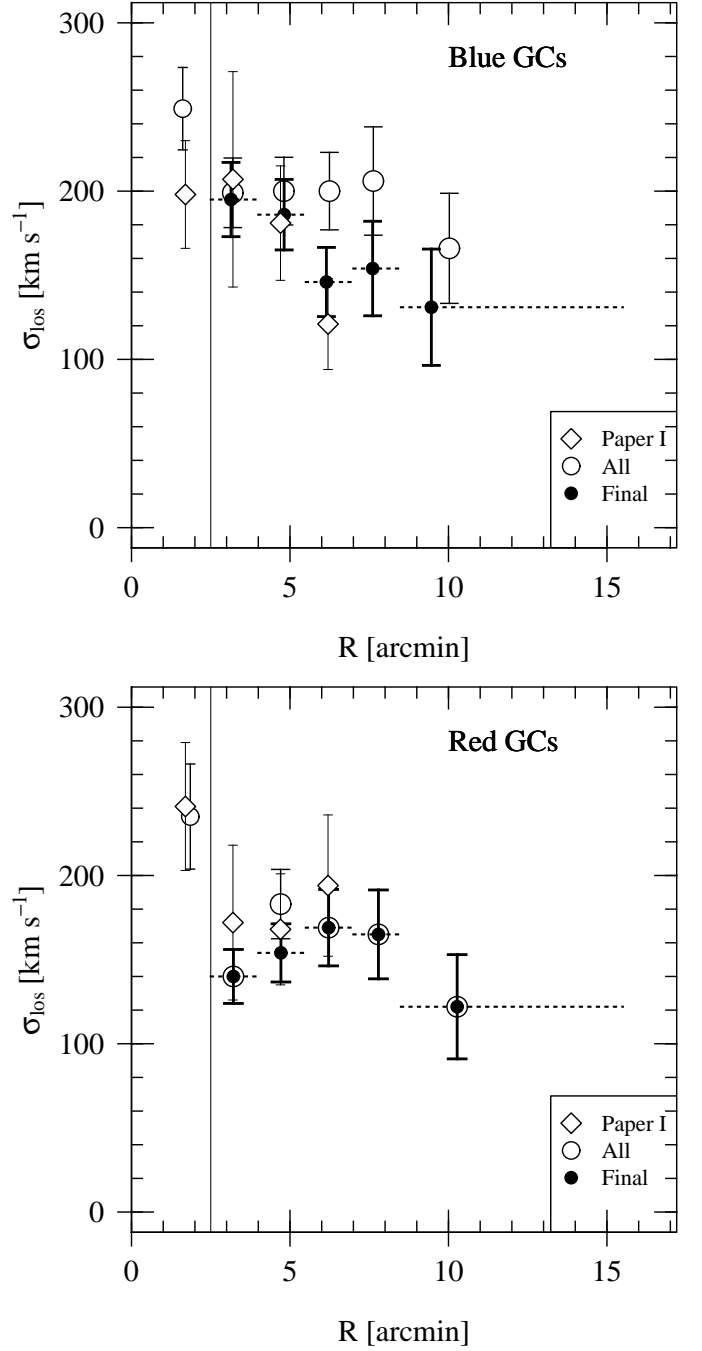 300
Blue GCs
200
σlos [km s−1]
100
Paper I
All
Final
0
0 5 10 15
R [arcmin]
300
Red GCs
200
σlos [km s−1]
100
Paper I
All
Final
0
0 5 10 15
R [arcmin]